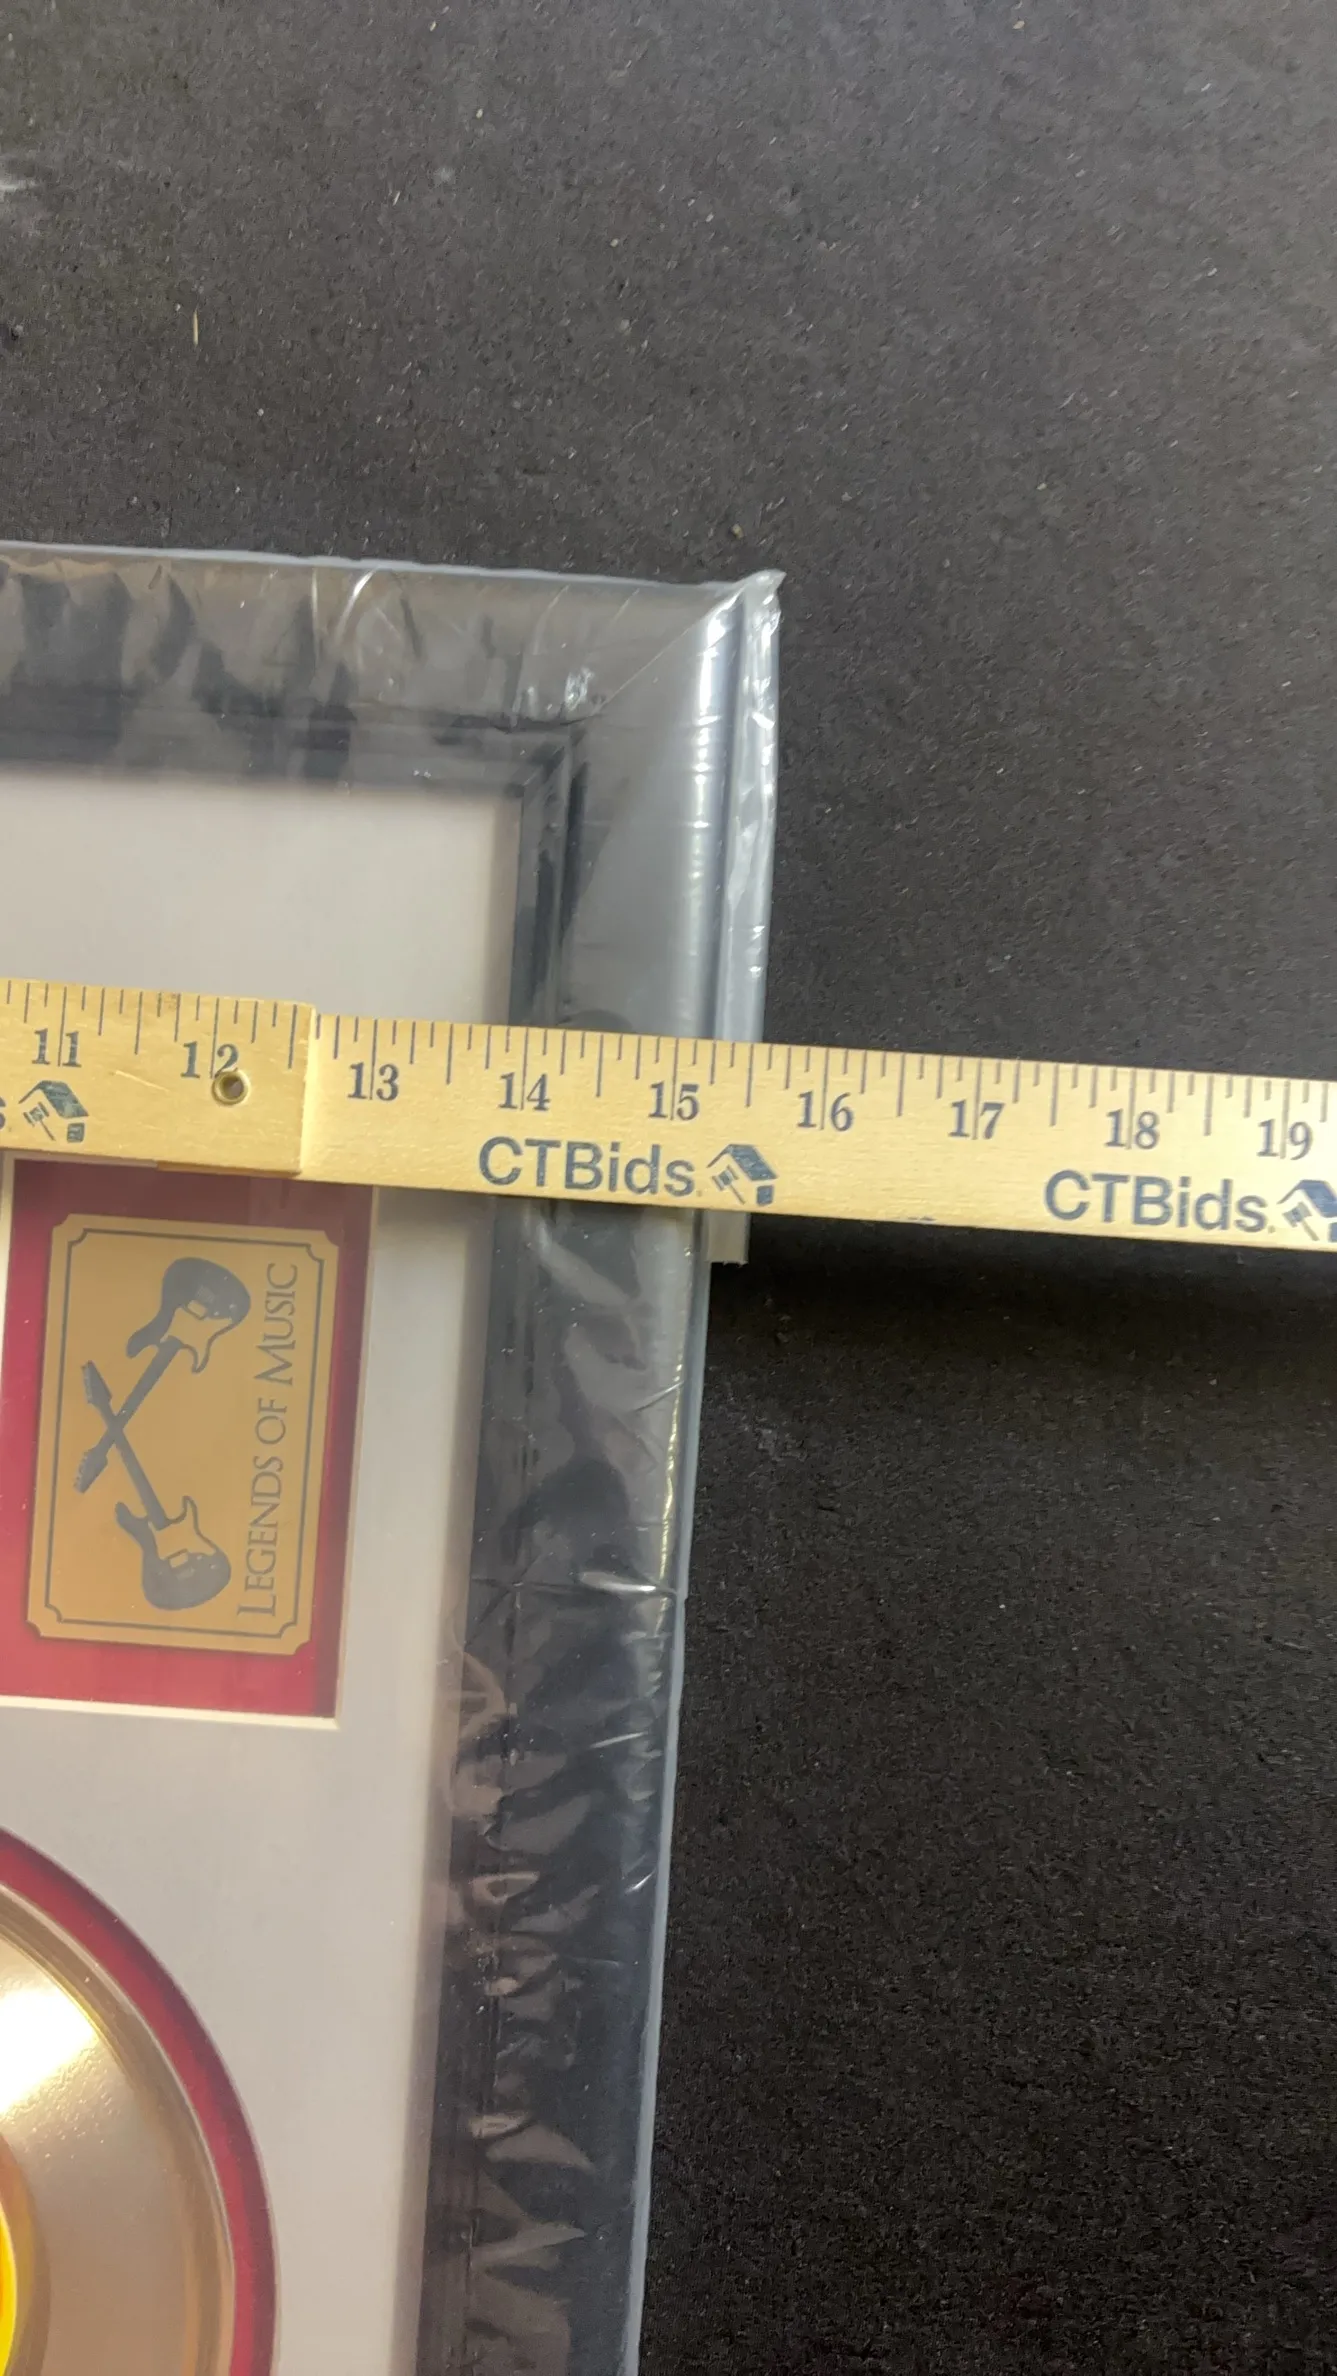 11 12 13 14 15 16 17 18 19
CTBids. CTBids.
LEGENDS OF MUSIC